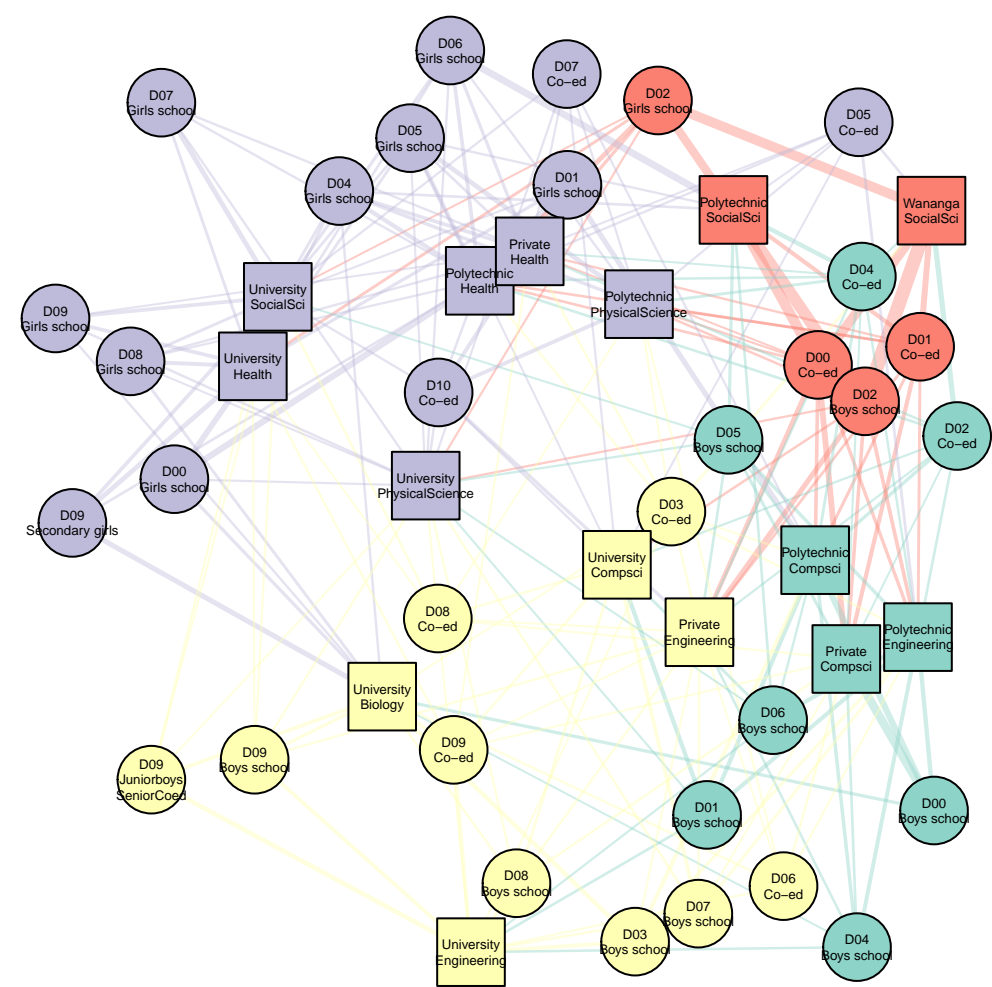 D06
Girls school
D07
Co−ed
D07
Girls school
D02
Girls school
D05
Co−ed
D05
Girls school
D04
Girls school
D01
Girls school
Polytechnic
SocialSci
Wananga
SocialSci
Private
Health
Polytechnic
Health
D04
Co−ed
University
SocialSci
Polytechnic
PhysicalScience
D09
Girls school
D08
Girls school
University
Health
D00
Co−ed
D01
Co−ed
D10
Co−ed
D02
Boys school
D05
Boys school
D02
Co−ed
D00
Girls school
University
PhysicalScience
D09
Secondary girls
D03
Co−ed
University
Compsci
Polytechnic
Compsci
D08
Co−ed
Private
Engineering
Polytechnic
Engineering
Private
Compsci
University
Biology
D06
Boys school
D09
Co−ed
D09
Boys school
D09
Juniorboys
SeniorCoed
D01
Boys school
D00
Boys school
D08
Boys school
D06
Co−ed
D07
Boys school
D03
Boys school
University
Engineering
D04
Boys school